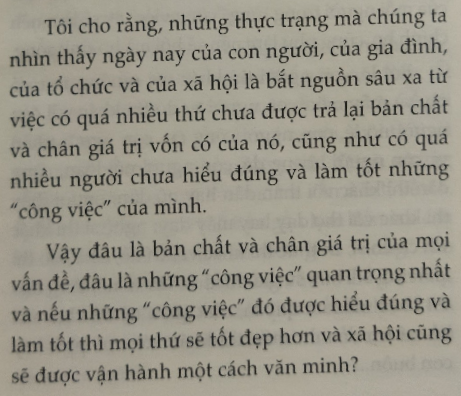 Tôi cho rằng, những thực trạng mà chúng ta
nhìn thấy ngày nay của con người, của gia đình,
của tổ chức và của xã hội là bắt nguồn sâu xa từ
việc có quá nhiều thứ chưa được trả lại bản chất
và chân giá trị vốn có của nó, cũng như có quá
nhiều người chưa hiểu đúng và làm tốt những
“công việc” của mình.
Vậy đâu là bản chất và chân giá trị của mọi
vấn đề, đâu là những “công việc” quan trọng nhất
và nếu những “công việc” đó được hiểu đúng và
làm tốt thì mọi thứ sẽ tốt đẹp hơn và xã hội cũng
sẽ được vận hành một cách văn minh?